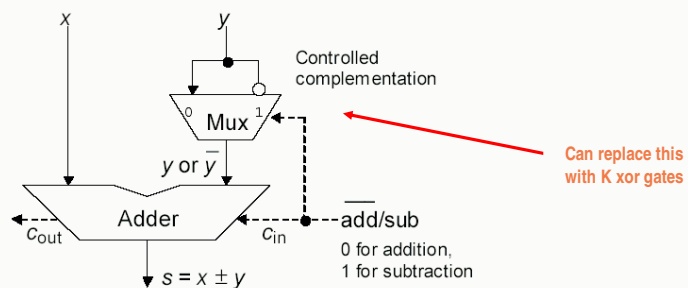 x
y
Controlled
complementation
0
1
Mux
Can replace this
with K xor gates
y or y̅
Adder
a̅d̅d̅/sub
c_out
c_in
0 for addition,
1 for subtraction
s = x ± y